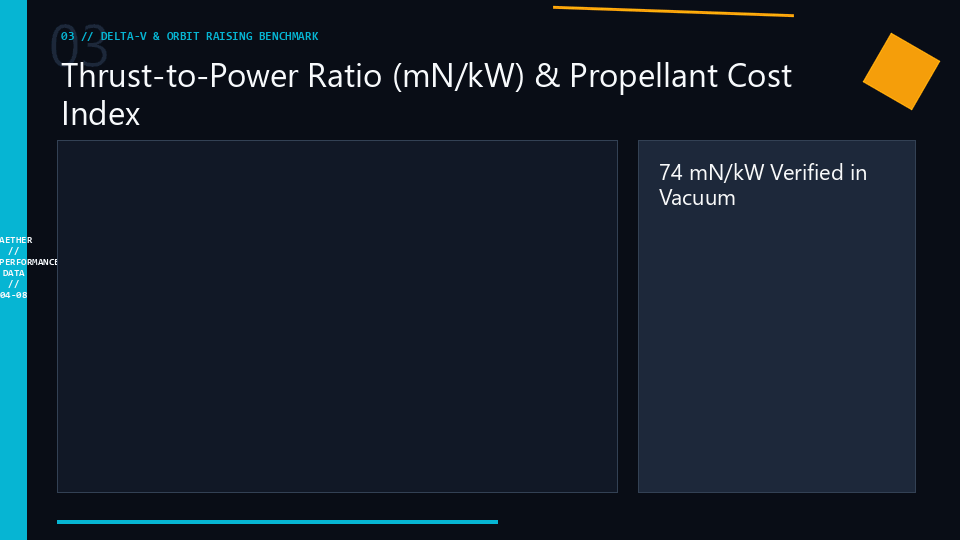 03
03 // DELTA-V & ORBIT RAISING BENCHMARK
Thrust-to-Power Ratio (mN/kW) & Propellant Cost
Index
74 mN/kW Verified in
Vacuum
AETHER
//
PERFORMANCE
DATA
//
04-08